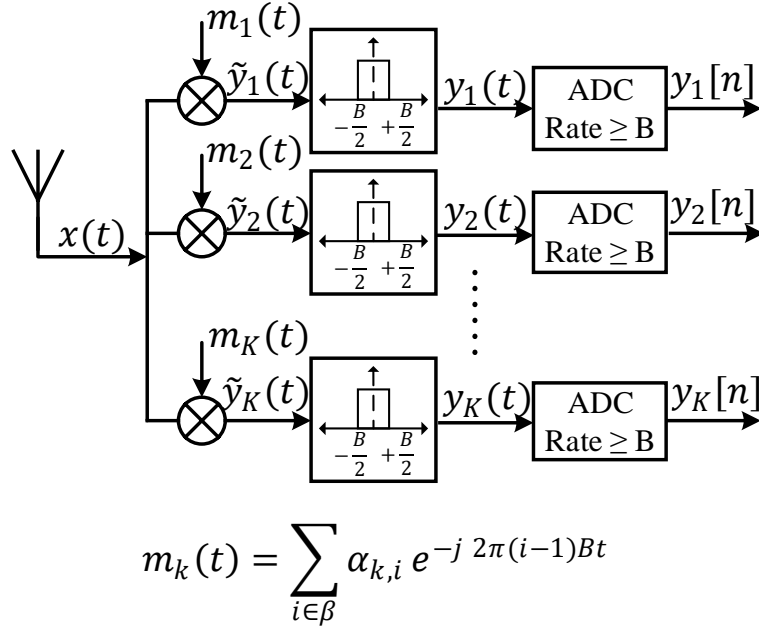 m₁(t)
ỹ₁(t)
y₁(t)
ADC
Rate ≥ B
y₁[n]
−B/2 +B/2
m₂(t)
x(t)
ỹ₂(t)
y₂(t)
ADC
Rate ≥ B
y₂[n]
−B/2 +B/2
m_K(t)
ỹ_K(t)
y_K(t)
ADC
Rate ≥ B
y_K[n]
−B/2 +B/2
m_k(t) = ∑_{i∈β} α_{k,i} e^{−j 2π(i−1)Bt}